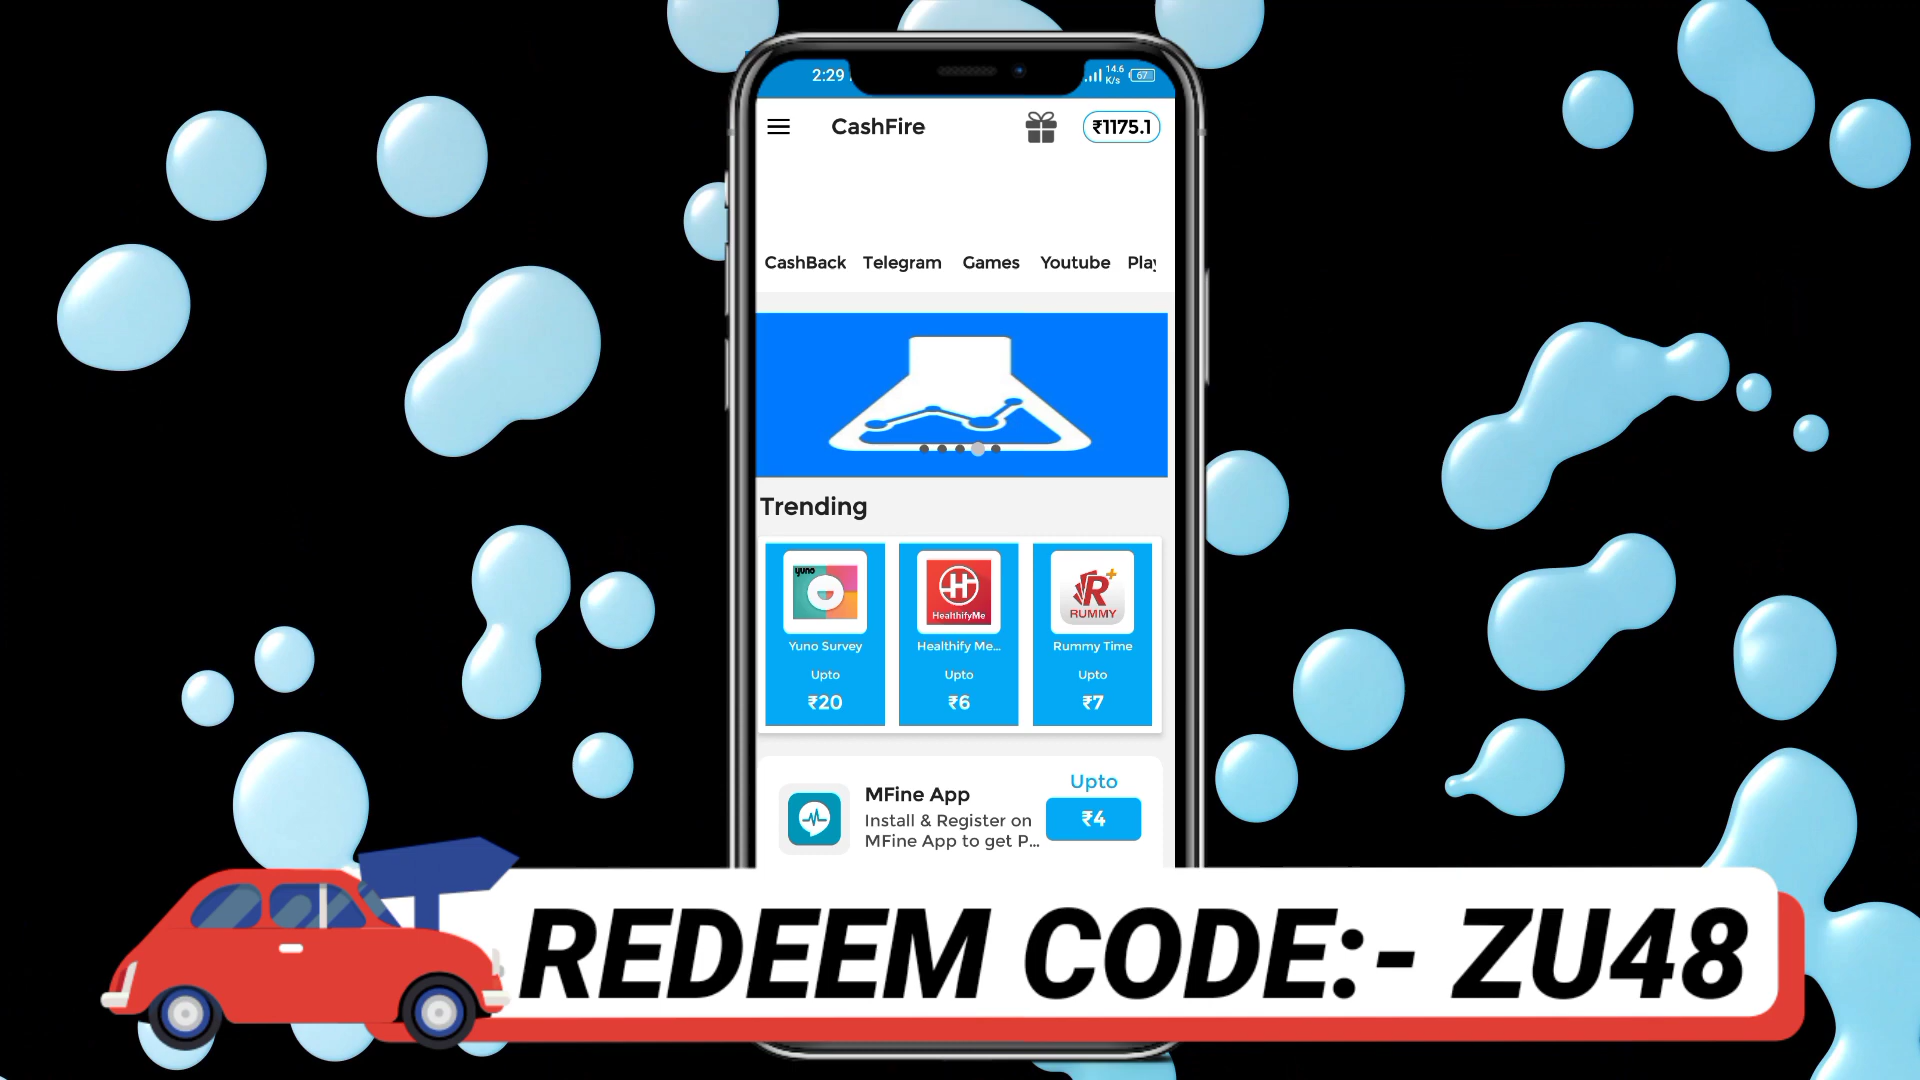 2:29
14.6
K/s
67
CashFire
₹1175.1
CashBack Telegram Games Youtube Play
Trending
yuno
HealthifyMe
R+
RUMMY
Yuno Survey
Healthify Me...
Rummy Time
Upto
Upto
Upto
₹20
₹6
₹7
MFine App
Install & Register on
MFine App to get P...
Upto
₹4
REDEEM CODE:- ZU48